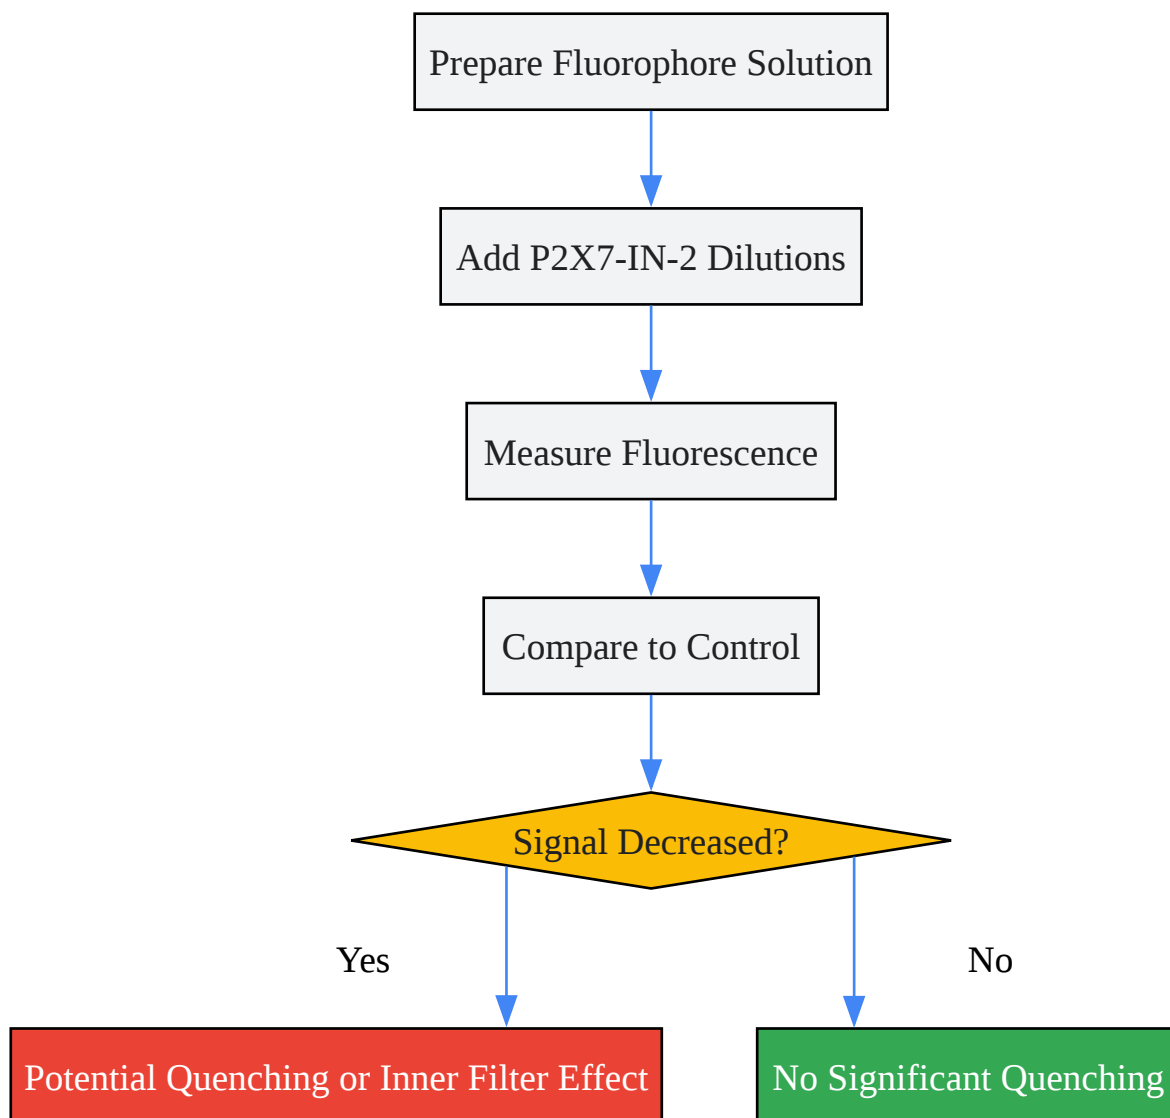 Prepare Fluorophore Solution
Add P2X7-IN-2 Dilutions
Measure Fluorescence
Compare to Control
Signal Decreased?
Yes
No
Potential Quenching or Inner Filter Effect
No Significant Quenching